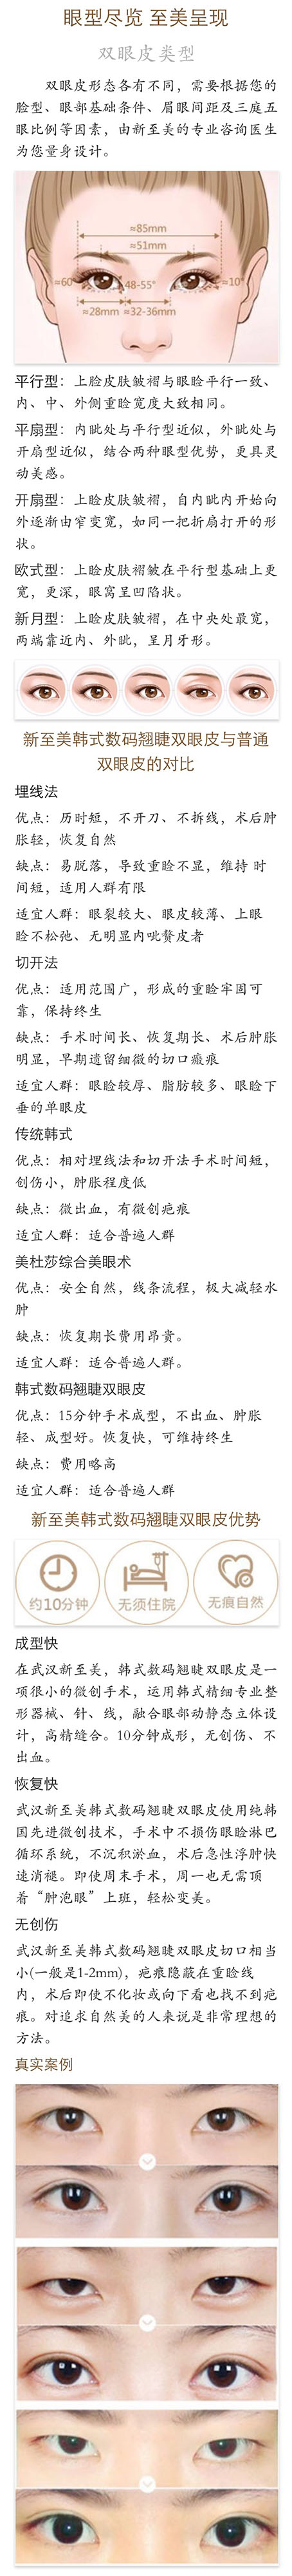 眼型尽览 至美呈现
双眼皮类型
双眼皮形态各有不同，需要根据您的
脸型、眼部基础条件、眉眼间距及三庭五
眼比例等因素，由新至美的专业咨询医生
为您量身设计。
≈85mm
≈51mm
≈60°
48-55°
≈10°
≈28mm
≈32-36mm
平行型：上睑皮肤皱褶与眼睑平行一致、
内、中、外侧重睑宽度大致相同。
平扇型：内眦处与平行型近似，外眦处与
开扇型近似，结合两种眼型优势，更具灵
动美感。
开扇型：上睑皮肤皱褶，自内眦内开始向
外逐渐由窄变宽，如同一把折扇打开的形
状。
欧式型：上睑皮肤褶皱在平行型基础上更
宽，更深，眼窝呈凹陷状。
新月型：上睑皮肤皱褶，在中央处最宽，
两端靠近内、外眦，呈月牙形。
新至美韩式数码翘睫双眼皮与普通
双眼皮的对比
埋线法
优点：历时短，不开刀、不拆线，术后肿
胀轻，恢复自然
缺点：易脱落，导致重睑不显，维持 时
间短，适用人群有限
适宜人群：眼裂较大、眼皮较薄、上眼
睑不松弛、无明显内呲赘皮者
切开法
优点：适用范围广，形成的重睑牢固可
靠，保持终生
缺点：手术时间长、恢复期长、术后肿胀
明显，早期遗留细微的切口瘢痕
适宜人群：眼睑较厚、脂肪较多、眼睑下
垂的单眼皮
传统韩式
优点：相对埋线法和切开法手术时间短，
创伤小，肿胀程度低
缺点：微出血，有微创疤痕
适宜人群：适合普遍人群
美杜莎综合美眼术
优点：安全自然，线条流程，极大减轻水
肿
缺点：恢复期长费用昂贵。
适宜人群：适合普遍人群。
韩式数码翘睫双眼皮
优点：15分钟手术成型，不出血、肿胀
轻、成型好。恢复快，可维持终生
缺点：费用略高
适宜人群：适合普遍人群
新至美韩式数码翘睫双眼皮优势
约10分钟
无须住院
无痕自然
成型快
在武汉新至美，韩式数码翘睫双眼皮是一
项很小的微创手术，运用韩式精细专业整
形器械、针、线，融合眼部动静态立体设
计，高精缝合。10分钟成形，无创伤、不
出血。
恢复快
武汉新至美韩式数码翘睫双眼皮使用纯韩
国先进微创技术，手术中不损伤眼睑淋巴
循环系统，不沉积淤血，术后急性浮肿快
速消褪。即使周末手术，周一也无需顶
着“肿泡眼”上班，轻松变美。
无创伤
武汉新至美韩式数码翘睫双眼皮切口相当
小(一般是1-2mm)，疤痕隐蔽在重睑线
内，术后即使不化妆或向下看也找不到疤
痕。对追求自然美的人来说是非常理想的
方法。
真实案例